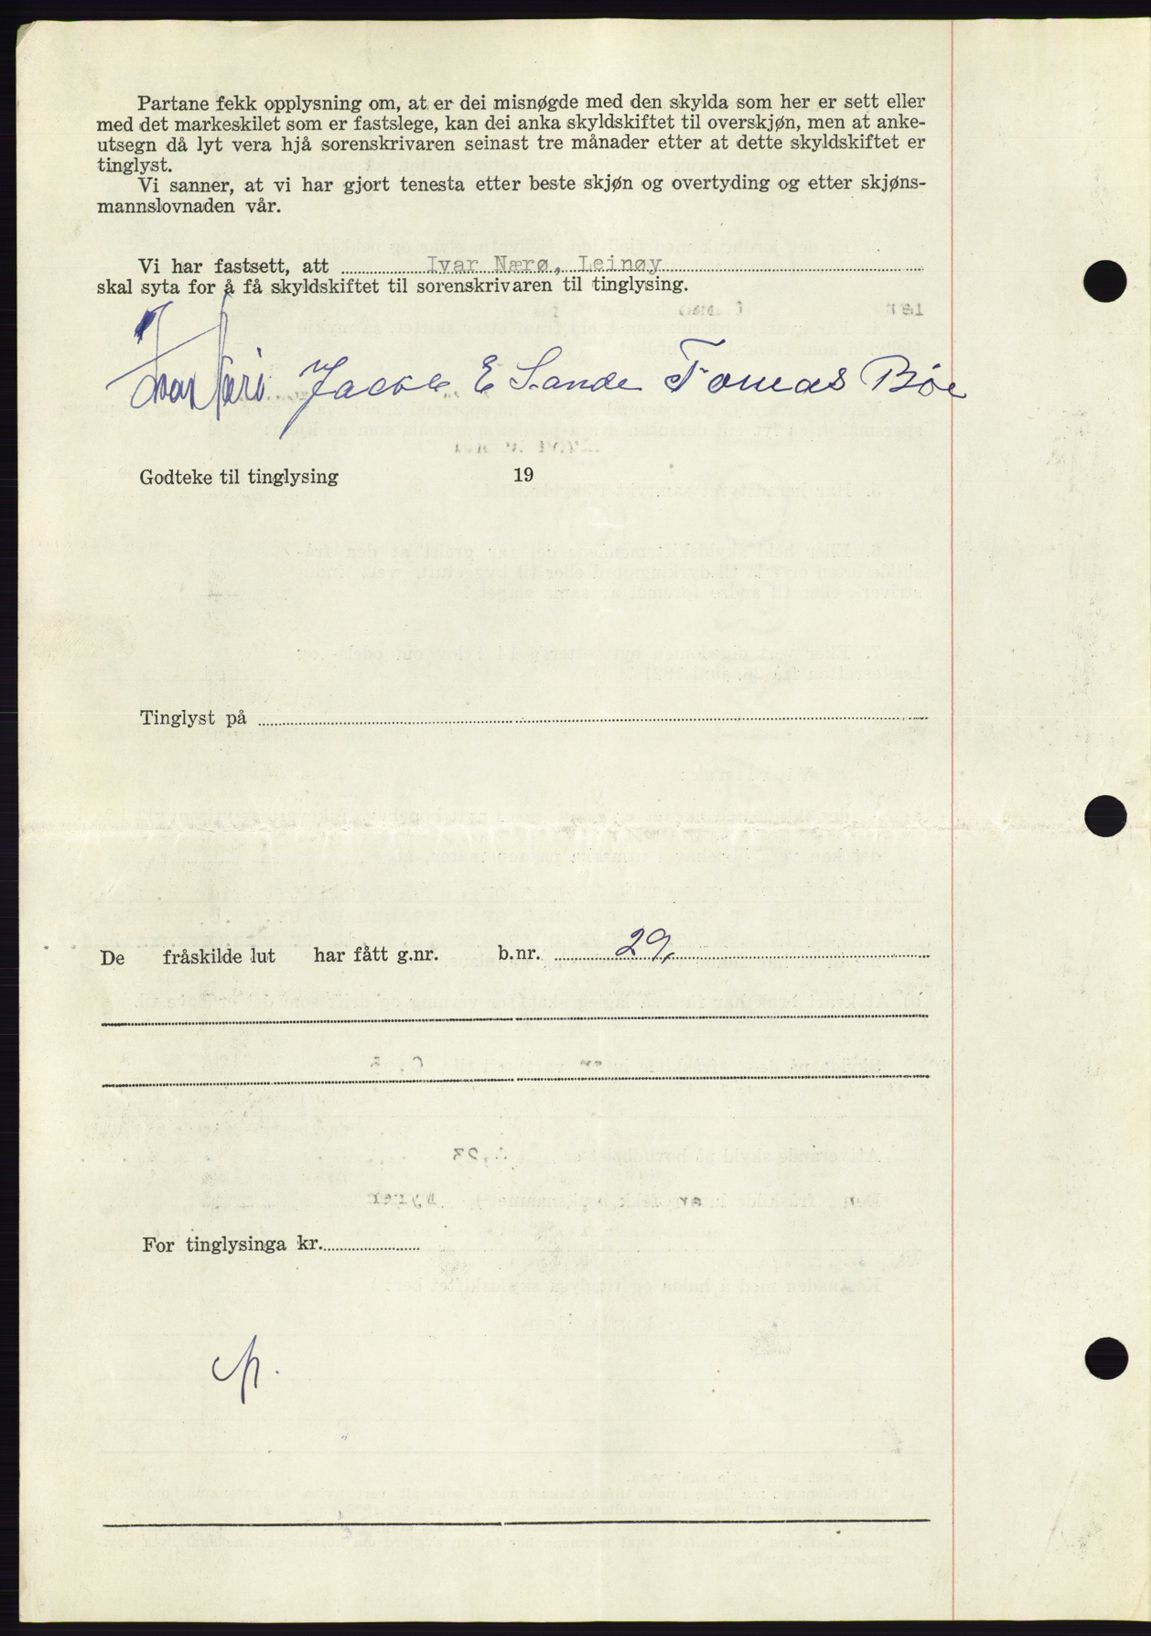 Partane fekk opplysning om, at er dei misnøgde med den skylda som her er sett eller
med det markeskilet som er fastslege, kan dei anka skyldskiftet til overskjøn, men at anke-
utsegn då lyt vera hjå sorenskrivaren seinast tre månader etter at dette skyldskiftet er
tinglyst.
Vi sanner, at vi har gjort tenesta etter beste skjøn og overtyding og etter skjøns-
mannslovnaden vår.
Vi har fastsett, att Ivar Nærø, Leinøy
skal syta for å få skyldskiftet til sorenskrivaren til tinglysing.
Ivar Nærø Jackle E Sande Tomas Bøe
Godteke til tinglysing 19
Tinglyst på
De fråskilde lut har fått g.nr. b.nr. 29,
For tinglysinga kr.